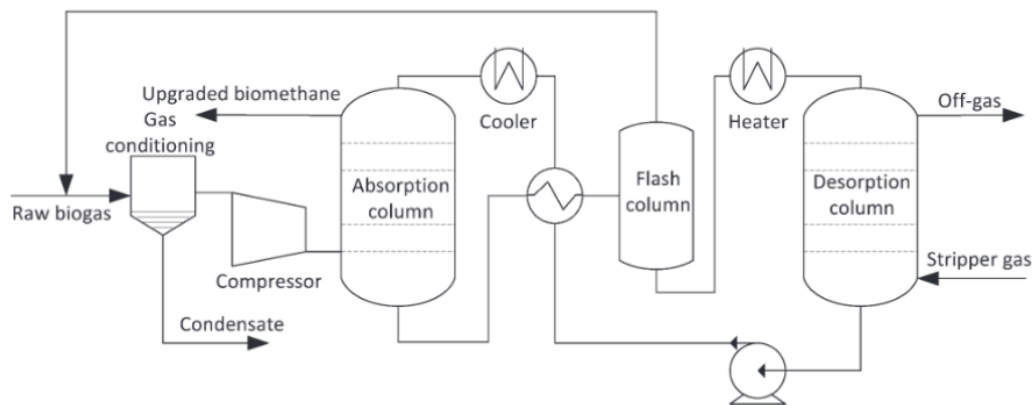 Upgraded biomethane
Gas
conditioning
Raw biogas
Condensate
Compressor
Absorption
column
Cooler
Flash
column
Heater
Desorption
column
Off-gas
Stripper gas